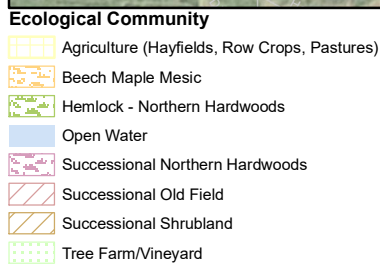 Ecological Community
Agriculture (Hayfields, Row Crops, Pastures)
Beech Maple Mesic
Hemlock - Northern Hardwoods
Open Water
Successional Northern Hardwoods
Successional Old Field
Successional Shrubland
Tree Farm/Vineyard